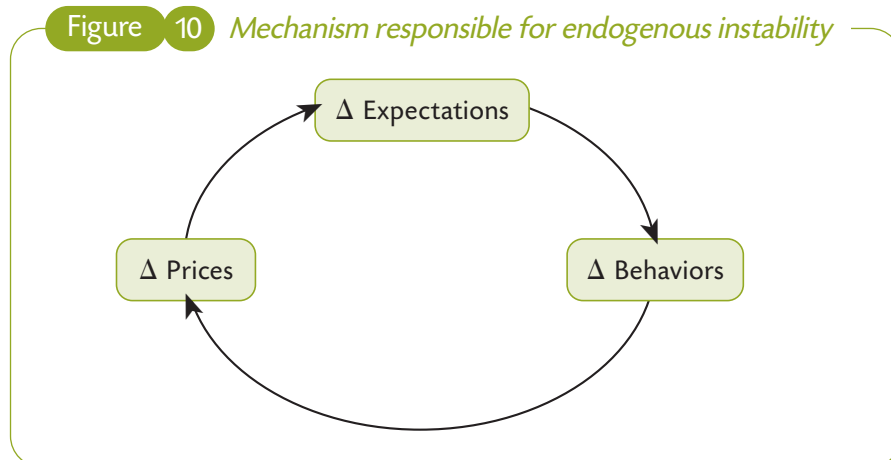 Figure 10 Mechanism responsible for endogenous instability
Δ Expectations
Δ Prices
Δ Behaviors